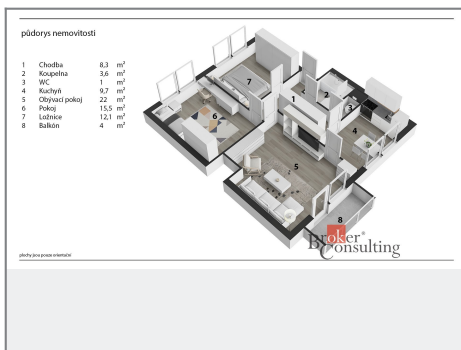 půdorys nemovitosti
1 Chodba 8,3 m²
2 Koupelna 3,6 m²
3 WC 1 m²
4 Kuchyň 9,7 m²
5 Obývací pokoj 22 m²
6 Pokoj 15,5 m²
7 Ložnice 12,1 m²
8 Balkón 4 m²
7
1
2
3
6
4
5
8
Broker®
Consulting
plochy jsou pouze orientační